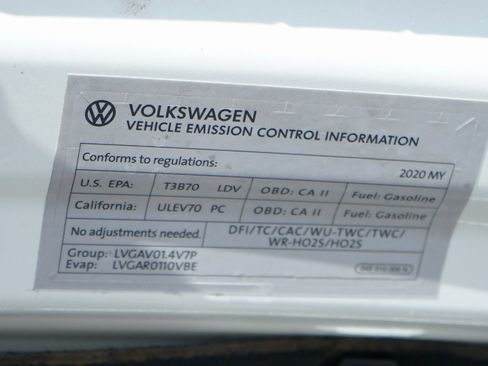 VOLKSWAGEN
VEHICLE EMISSION CONTROL INFORMATION
Conforms to regulations: 2020 MY
U.S. EPA: T3B70 LDV OBD: CA II Fuel: Gasoline
California: ULEV70 PC OBD: CA II Fuel: Gasoline
No adjustments needed. DFI/TC/CAC/WU-TWC/TWC/
WR-HO2S/HO2S
Group: LVGAV01.4V7P
Evap: LVGAR0110VBE